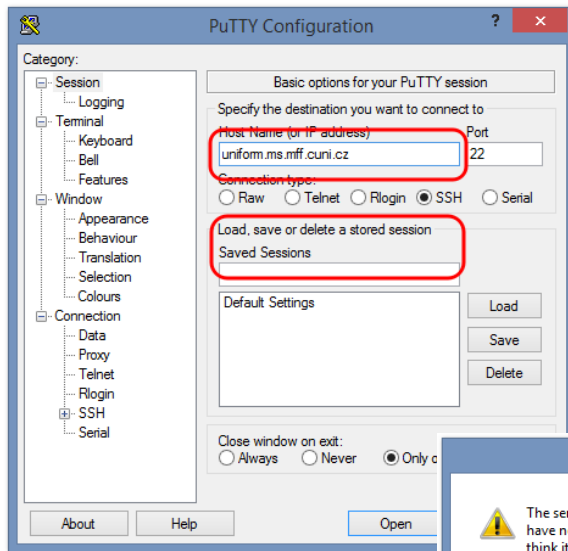 PuTTY Configuration
?
×
Category:
Session
Logging
Terminal
Keyboard
Bell
Features
Window
Appearance
Behaviour
Translation
Selection
Colours
Connection
Data
Proxy
Telnet
Rlogin
SSH
Serial
Basic options for your PuTTY session
Specify the destination you want to connect to
Host Name (or IP address)
Port
uniform.ms.mff.cuni.cz
22
Connection type:
Raw
Telnet
Rlogin
SSH
Serial
Load, save or delete a stored session
Saved Sessions
Default Settings
Load
Save
Delete
Close window on exit:
Always
Never
Only
About
Help
Open
The
have
think